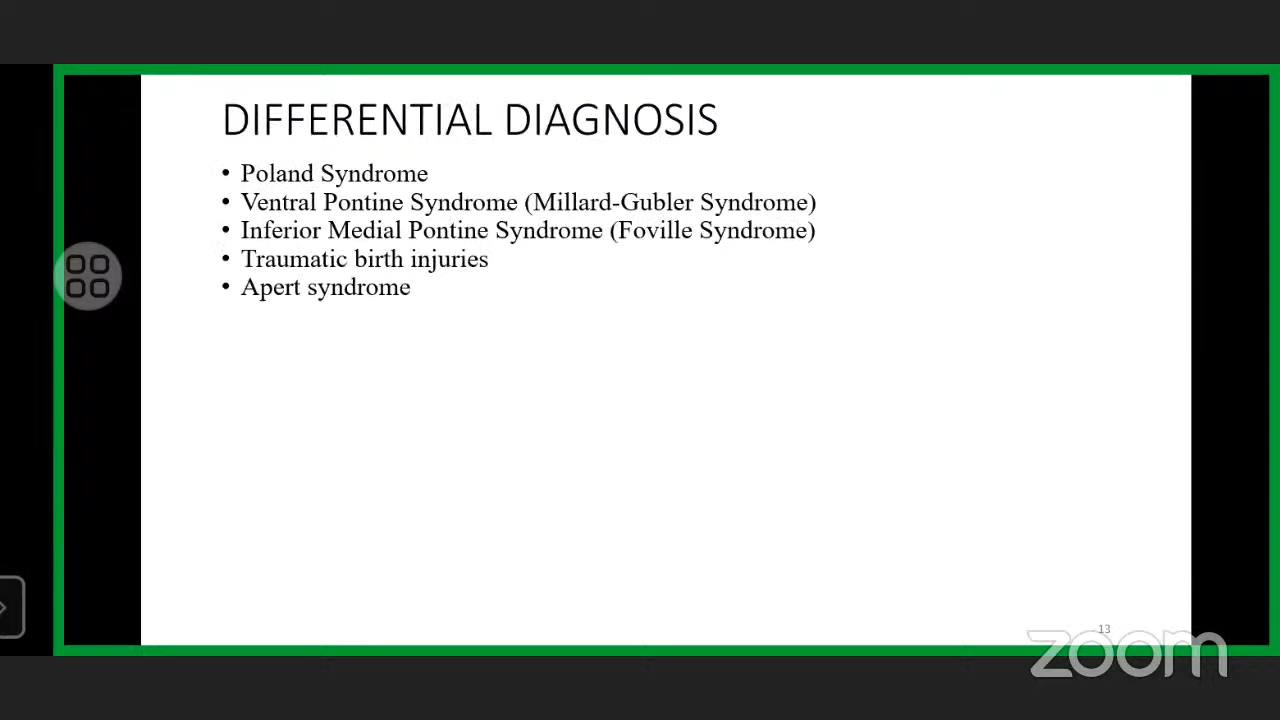 DIFFERENTIAL DIAGNOSIS
• Poland Syndrome
• Ventral Pontine Syndrome (Millard-Gubler Syndrome)
• Inferior Medial Pontine Syndrome (Foville Syndrome)
• Traumatic birth injuries
• Apert syndrome
13
zoom